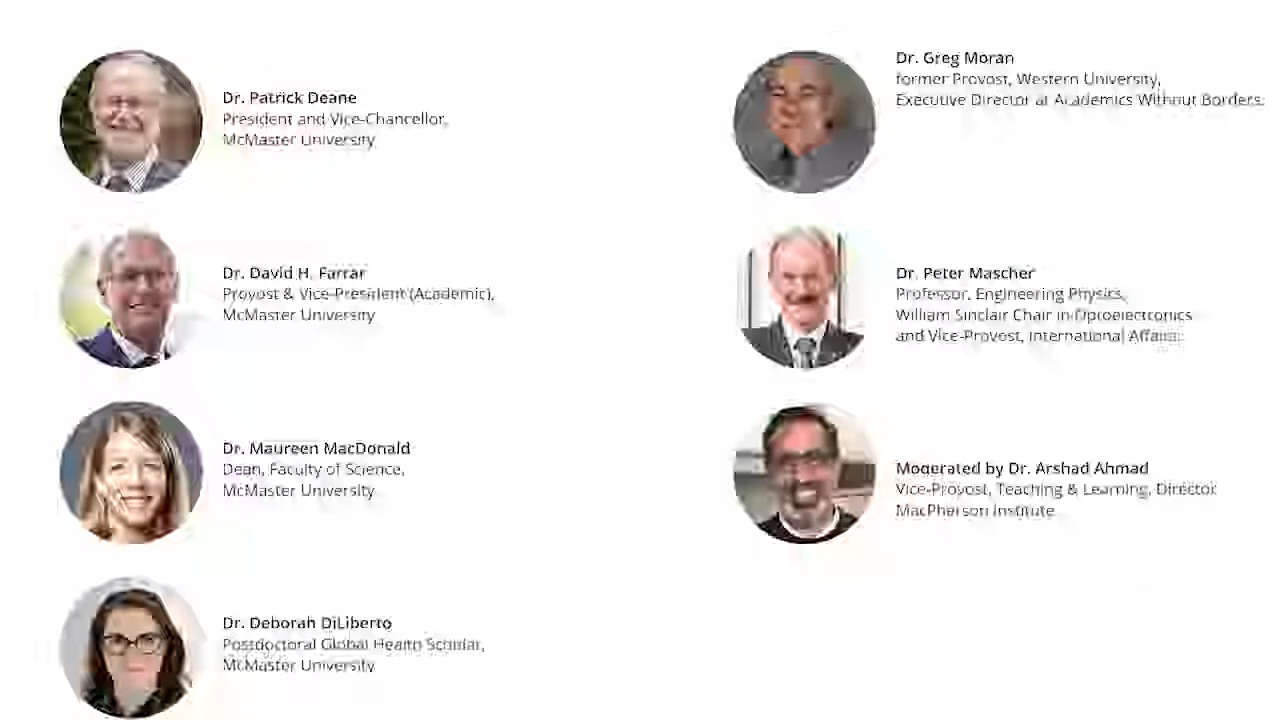 Dr. Patrick Deane
President and Vice-Chancellor,
McMaster University
Dr. David H. Farrar
Provost & Vice-President (Academic),
McMaster University
Dr. Maureen MacDonald
Dean, Faculty of Science,
McMaster University
Dr. Deborah DiLiberto
Postdoctoral Global Health Scholar,
McMaster University
Dr. Greg Moran
former Provost, Western University,
Executive Director at Academics Without Borders.
Dr. Peter Mascher
Professor, Engineering Physics,
William Sinclair Chair in Optoelectronics
and Vice-Provost, International Affairs.
Moderated by Dr. Arshad Ahmad
Vice-Provost, Teaching & Learning, Director
MacPherson Institute